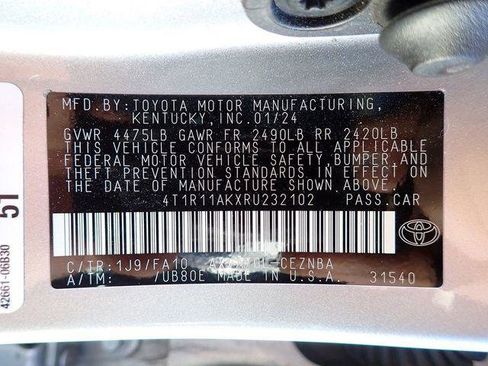 MFD.BY:TOYOTA MOTOR MANUFACTURING,
KENTUCKY,INC.01/24
GVWR 4475LB GAWR FR 2490LB RR 2420LB
THIS VEHICLE CONFORMS TO ALL APPLICABLE
FEDERAL MOTOR VEHICLE SAFETY,BUMPER,AND
THEFT PREVENTION STANDARDS IN EFFECT ON
THE DATE OF MANUFACTURE SHOWN ABOVE.
4T1R11AKXRU232102 PASS.CAR
C/TR:1J9/FA10
A/TM: /UB80E MADE IN U.S.A. 31540
TOYOTA
51
42661-06B30